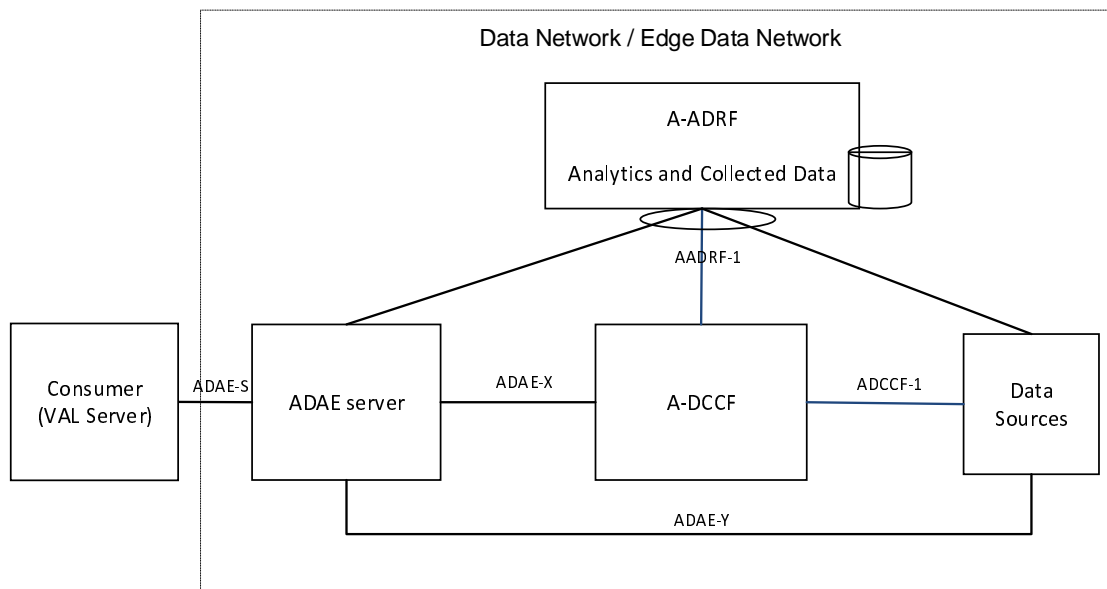 Data Network / Edge Data Network
A-ADRF
Analytics and Collected Data
AADRF-1
Consumer
(VAL Server)
ADAE-S
ADAE server
ADAE-X
A-DCCF
ADCCF-1
Data
Sources
ADAE-Y